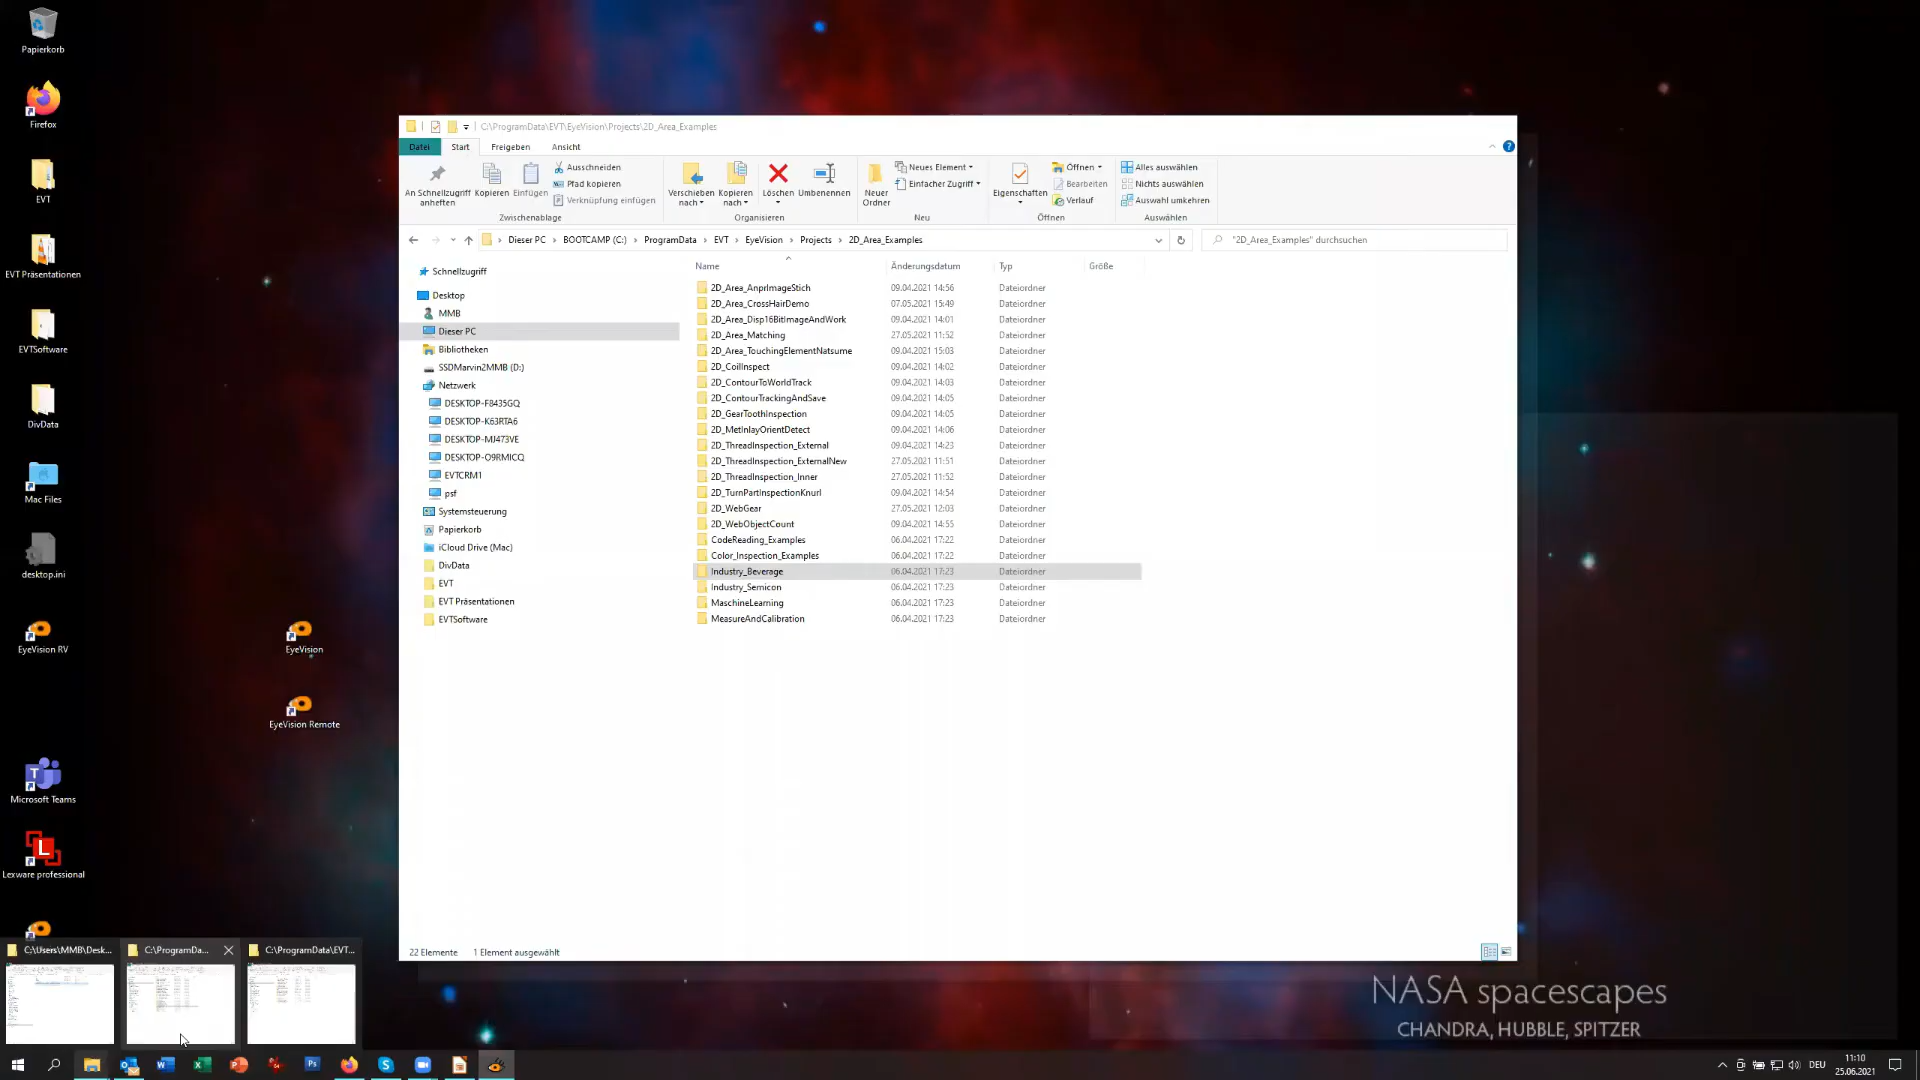 Papierkorb
Firefox
EVT
EVT Präsentationen
EVTSoftware
DivData
Mac Files
desktop.ini
EyeVision RV
EyeVision
EyeVision Remote
Microsoft Teams
Lexware professional
C:\ProgramData\EVT\EyeVision\Projects\2D_Area_Examples
Datei Start Freigeben Ansicht
An Schnellzugriff anheften
Kopieren
Einfügen
Ausschneiden
Pfad kopieren
Verknüpfung einfügen
Zwischenablage
Verschieben nach
Kopieren nach
Löschen
Umbenennen
Organisieren
Neuer Ordner
Neues Element
Einfacher Zugriff
Neu
Eigenschaften
Öffnen
Bearbeiten
Verlauf
Öffnen
Alles auswählen
Nichts auswählen
Auswahl umkehren
Auswählen
Dieser PC > BOOTCAMP (C:) > ProgramData > EVT > EyeVision > Projects > 2D_Area_Examples
"2D_Area_Examples" durchsuchen
Schnellzugriff
Desktop
MMB
Dieser PC
Bibliotheken
SSDMarvin2MMB (D:)
Netzwerk
DESKTOP-F8435GQ
DESKTOP-K63RTA6
DESKTOP-MJ473VE
DESKTOP-O9RMICQ
EVTCRM1
psf
Systemsteuerung
Papierkorb
iCloud Drive (Mac)
DivData
EVT
EVT Präsentationen
EVTSoftware
Name Änderungsdatum Typ Größe
2D_Area_AnprImageStich 09.04.2021 14:56 Dateiordner
2D_Area_CrossHairDemo 07.05.2021 15:49 Dateiordner
2D_Area_Disp16BitImageAndWork 09.04.2021 14:01 Dateiordner
2D_Area_Matching 27.05.2021 11:52 Dateiordner
2D_Area_TouchingElementNatsume 09.04.2021 15:03 Dateiordner
2D_CoilInspect 09.04.2021 14:02 Dateiordner
2D_ContourToWorldTrack 09.04.2021 14:03 Dateiordner
2D_ContourTrackingAndSave 09.04.2021 14:05 Dateiordner
2D_GearToothInspection 09.04.2021 14:05 Dateiordner
2D_MetInlayOrientDetect 09.04.2021 14:06 Dateiordner
2D_ThreadInspection_External 09.04.2021 14:23 Dateiordner
2D_ThreadInspection_ExternalNew 27.05.2021 11:51 Dateiordner
2D_ThreadInspection_Inner 27.05.2021 11:52 Dateiordner
2D_TurnPartInspectionKnurl 09.04.2021 14:54 Dateiordner
2D_WebGear 27.05.2021 12:03 Dateiordner
2D_WebObjectCount 09.04.2021 14:55 Dateiordner
CodeReading_Examples 06.04.2021 17:22 Dateiordner
Color_Inspection_Examples 06.04.2021 17:22 Dateiordner
Industry_Beverage 06.04.2021 17:23 Dateiordner
Industry_Semicon 06.04.2021 17:23 Dateiordner
MaschineLearning 06.04.2021 17:23 Dateiordner
MeasureAndCalibration 06.04.2021 17:23 Dateiordner
22 Elemente 1 Element ausgewählt
C:\Users\MMB\Desk...
C:\ProgramDa...
C:\ProgramData\EVT...
NASA spacescapes
CHANDRA, HUBBLE, SPITZER
DEU
11:10
25.06.2021